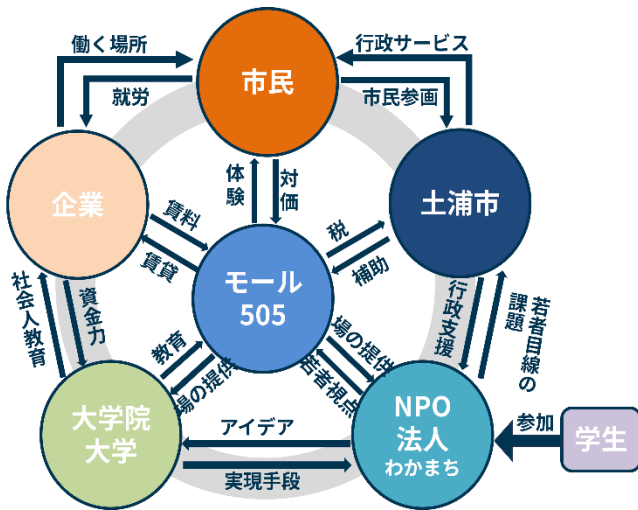 働く場所
行政サービス
市民
就労
市民参画
体験
対価
企業
土浦市
賃料
賃貸
税
補助
モール
505
社会人教育
資金力
行政支援
若者目線の
課題
教育
場の提供
場の提供
若者視点
大学院
大学
アイデア
実現手段
NPO
法人
わかまち
参加
学生